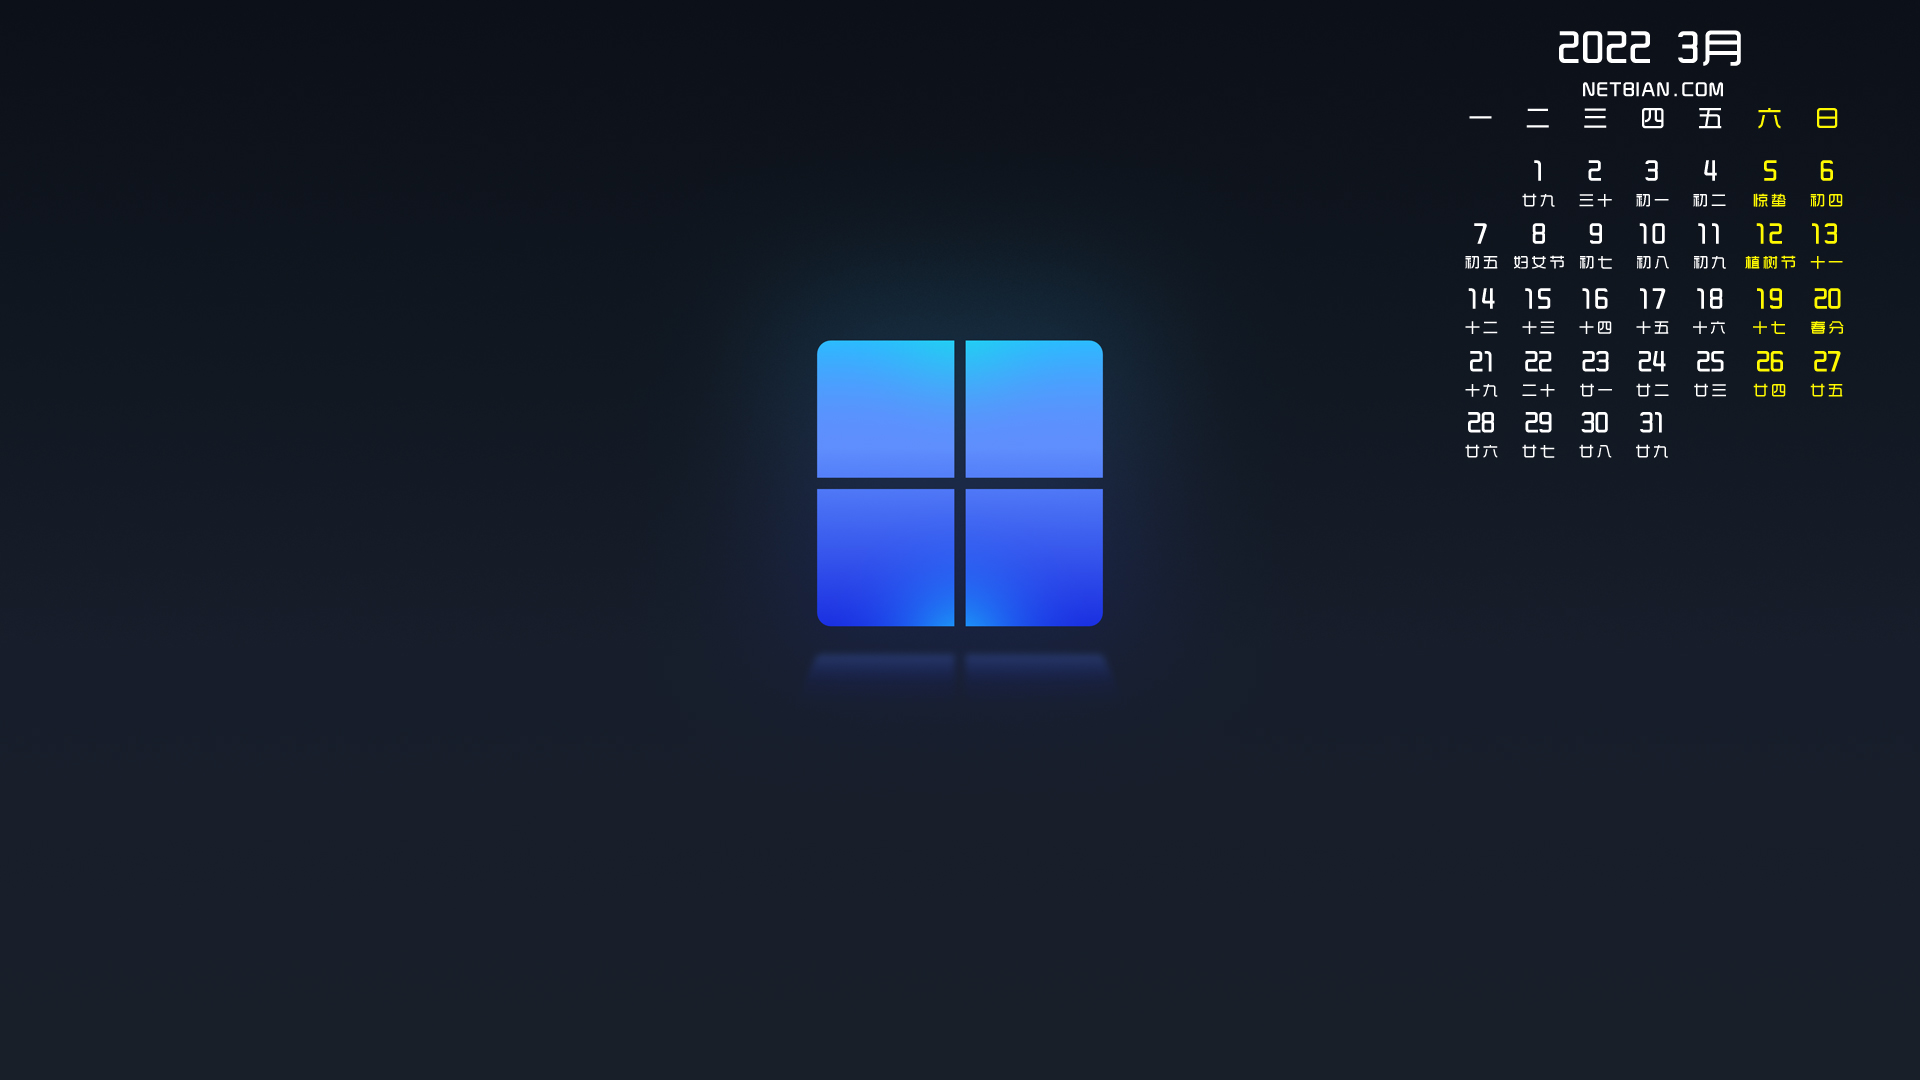 2022 3月
NETBIAN.COM
一 二 三 四 五 六 日
1 2 3 4 5 6
廿九 三十 初一 初二 惊蛰 初四
7 8 9 10 11 12 13
初五 妇女节 初七 初八 初九 植树节 十一
14 15 16 17 18 19 20
十二 十三 十四 十五 十六 十七 春分
21 22 23 24 25 26 27
十九 二十 廿一 廿二 廿三 廿四 廿五
28 29 30 31
廿六 廿七 廿八 廿九